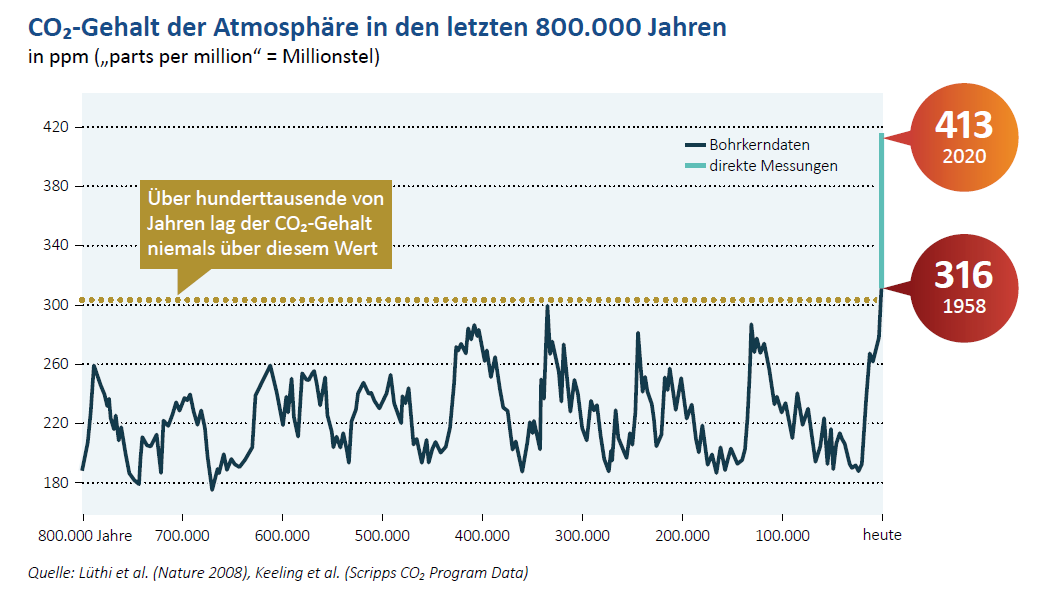 CO₂-Gehalt der Atmosphäre in den letzten 800.000 Jahren
in ppm („parts per million“ = Millionstel)
420
380
340
300
260
220
180
Bohrkerndaten
direkte Messungen
Über hunderttausende von
Jahren lag der CO₂-Gehalt
niemals über diesem Wert
413
2020
316
1958
800.000 Jahre 700.000 600.000 500.000 400.000 300.000 200.000 100.000 heute
Quelle: Lüthi et al. (Nature 2008), Keeling et al. (Scripps CO₂ Program Data)